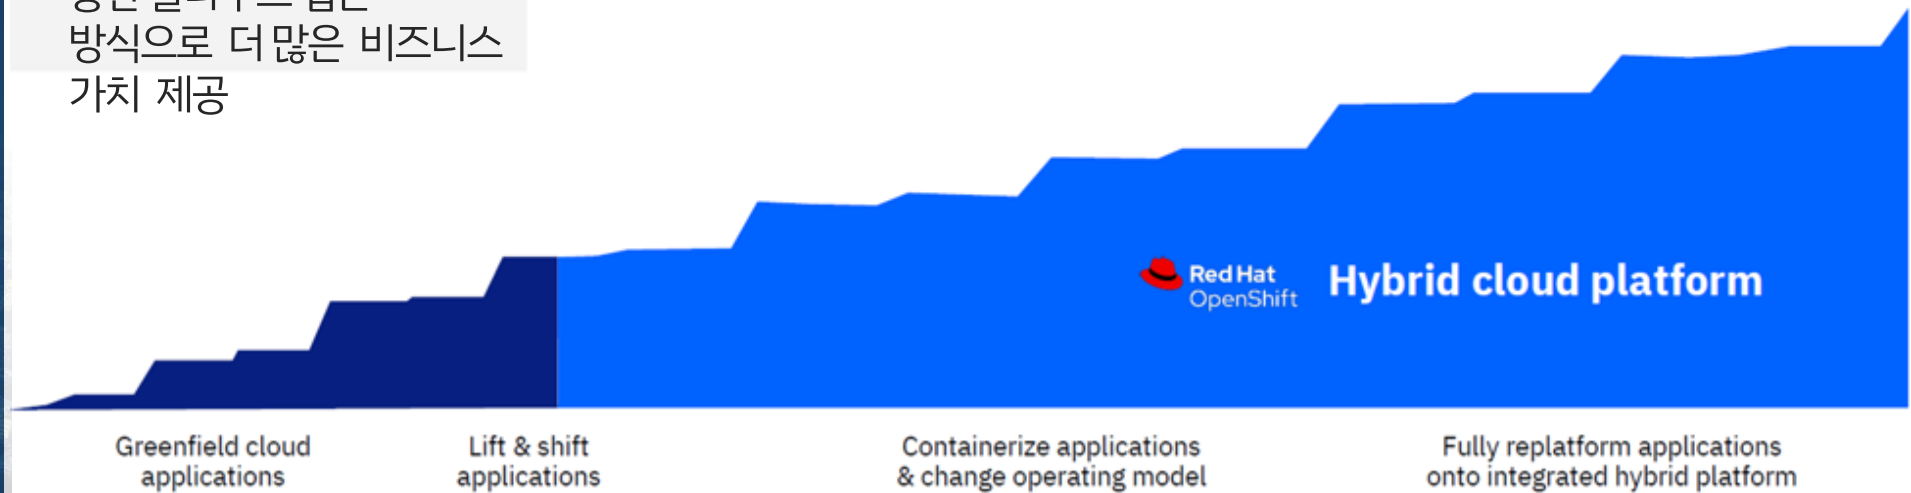 방식으로 더 많은 비즈니스
가치 제공
Red Hat
OpenShift
Hybrid cloud platform
Greenfield cloud
applications
Lift & shift
applications
Containerize applications
& change operating model
Fully replatform applications
onto integrated hybrid platform